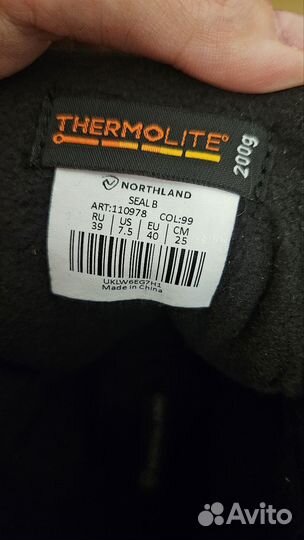 THERMOLITE®
200g
NORTHLAND
SEAL B
ART:110978 COL:99
RU US EU CM
39 7.5 40 25
UKLW6EG7H1
Made in China
Avito